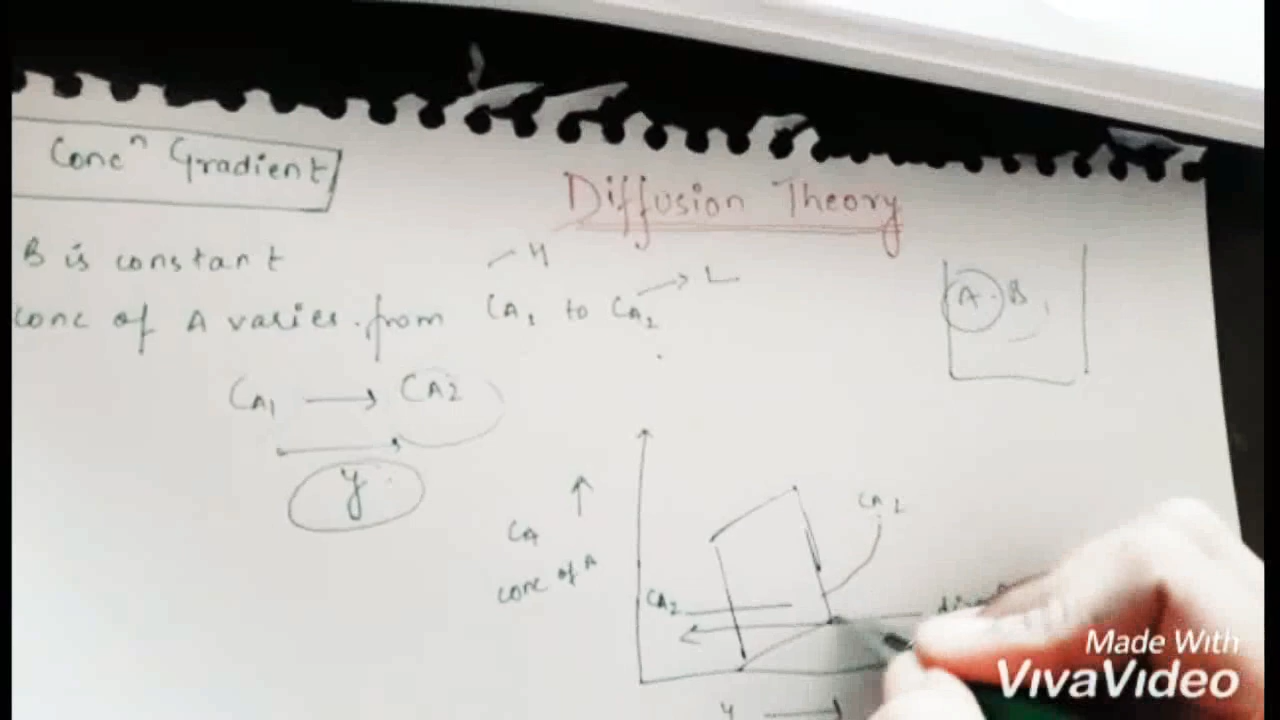 Concⁿ Gradient
Diffusion Theory
B is constant
H
L
conc of A varies from CA1 to CA2
A B
CA1 → CA2
y
CA2
CA
conc of A
CA2
y
Made With
VivaVideo